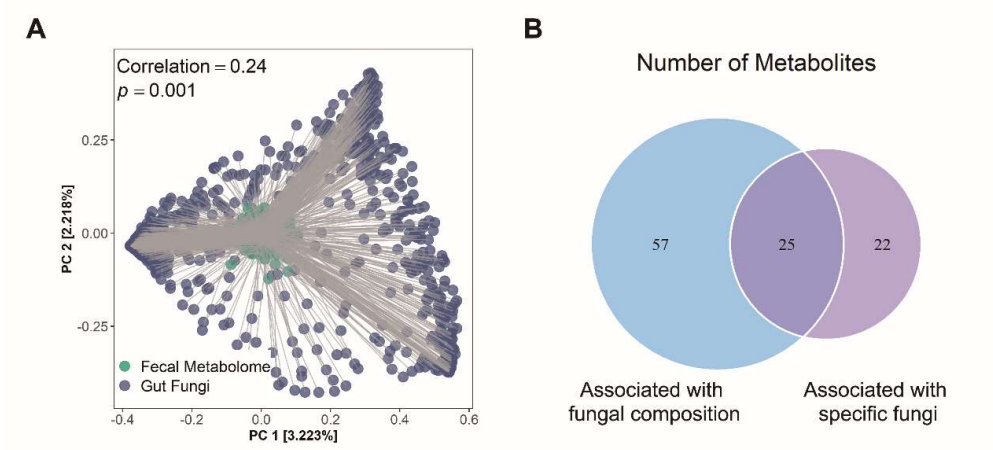 A
Correlation = 0.24
p = 0.001
0.25
0.00
-0.25
PC 2 [2.218%]
Fecal Metabolome
Gut Fungi
-0.4 -0.2 0.0 0.2 0.4 0.6
PC 1 [3.223%]
B
Number of Metabolites
57 25 22
Associated with
fungal composition
Associated with
specific fungi